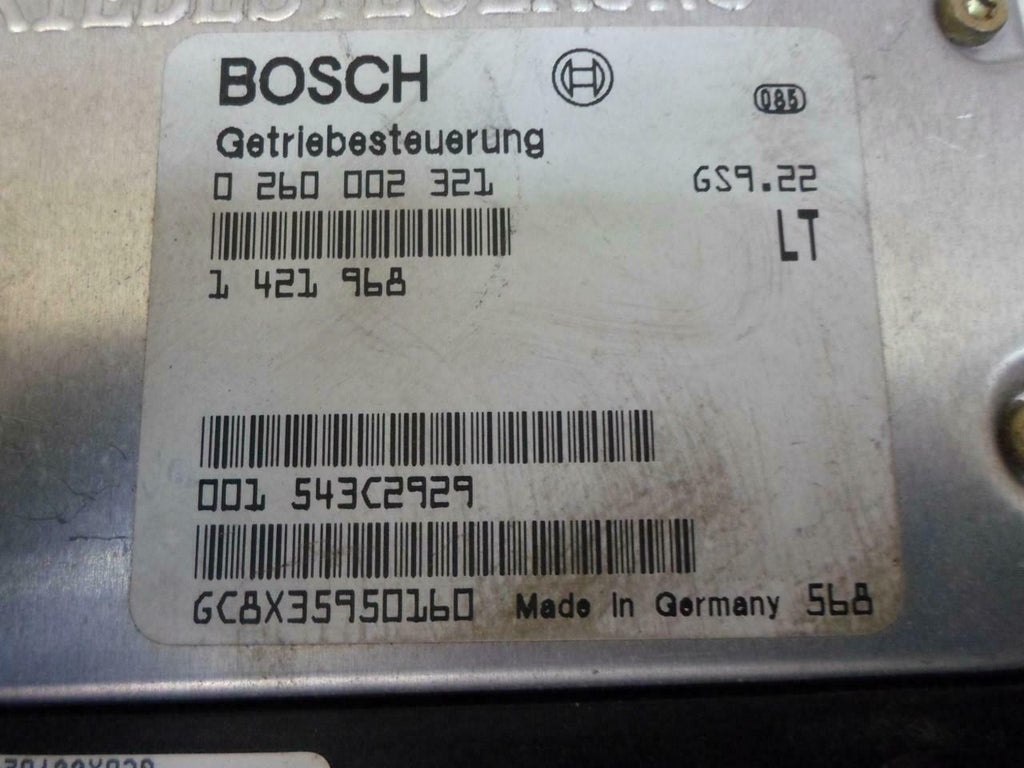 BOSCH
085
Getriebesteuerung
0 260 002 321 GS9.22
LT
1 421 968
001 543C2929
GC8X35950160 Made in Germany 568